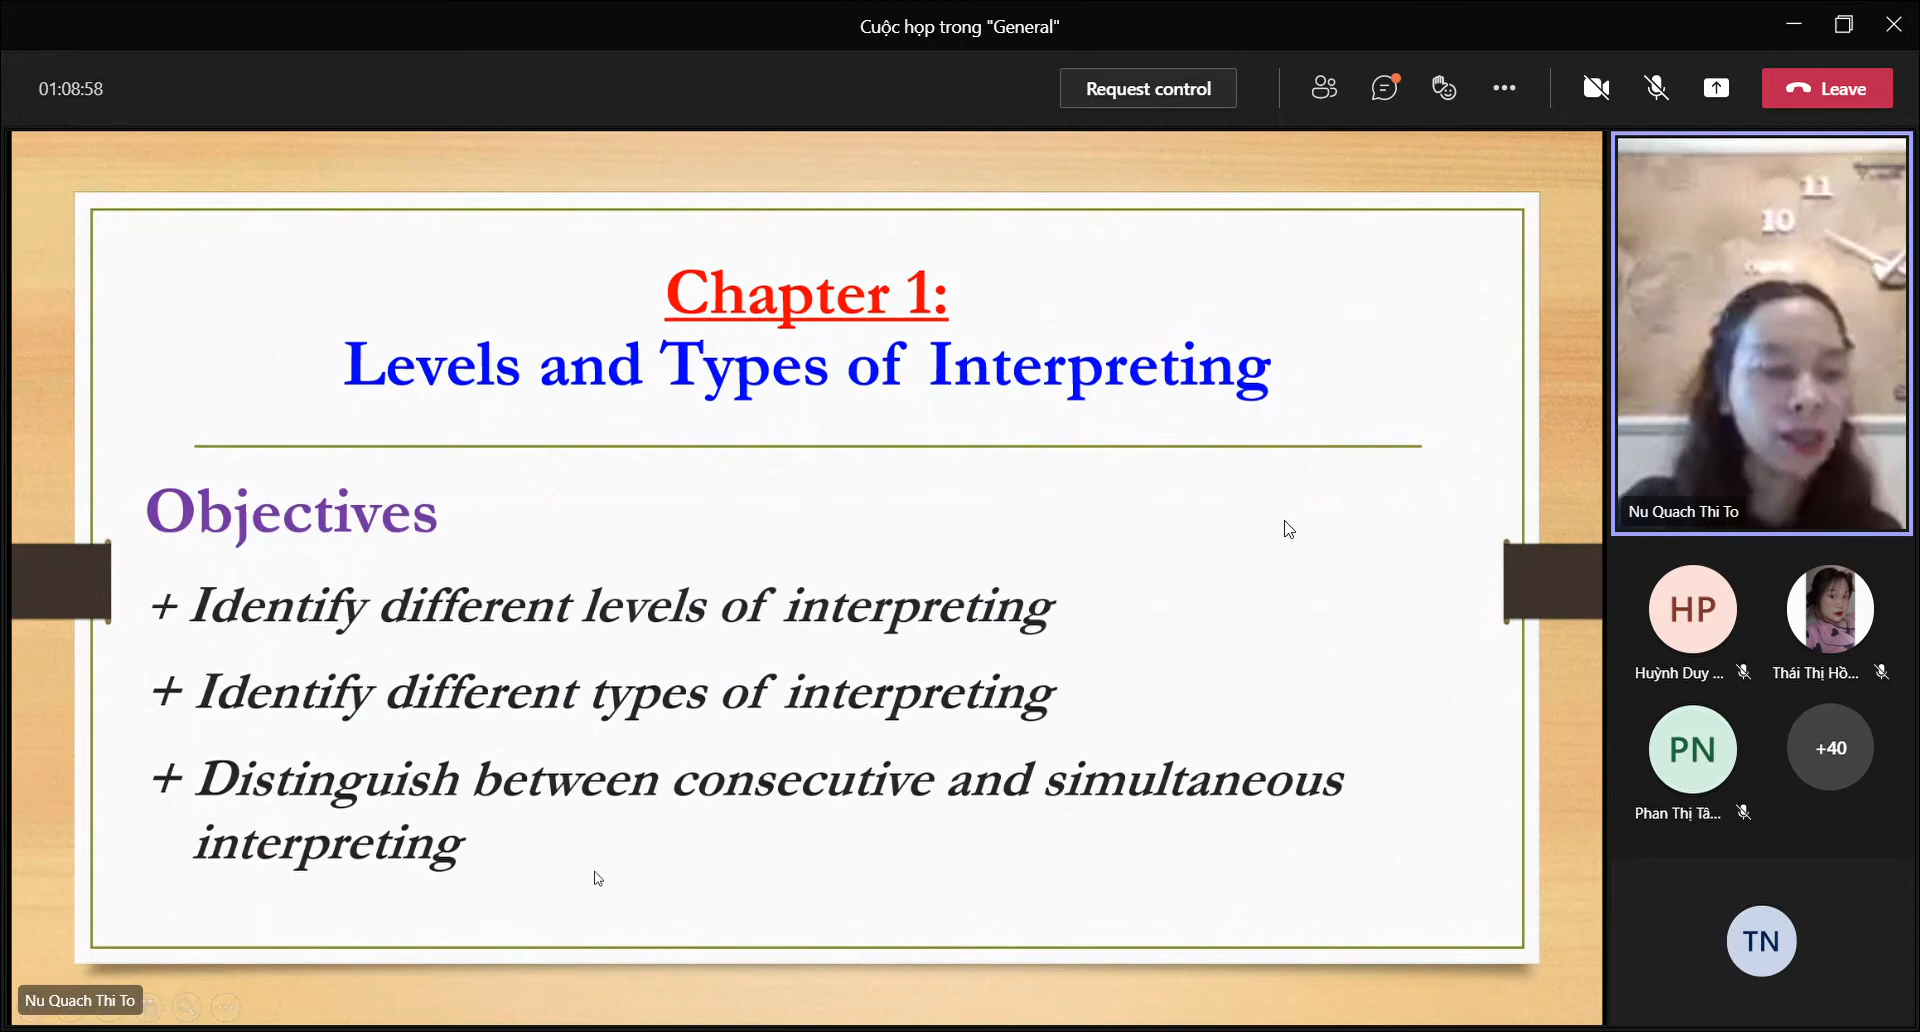 Cuộc họp trong "General"
01:08:58
Request control
Leave
Chapter 1:
Levels and Types of Interpreting
Objectives
+ Identify different levels of interpreting
+ Identify different types of interpreting
+ Distinguish between consecutive and simultaneous
interpreting
Nu Quach Thi To
11
10
Nu Quach Thi To
HP
Huỳnh Duy ...
Thái Thị Hồ...
PN
Phan Thị Tâ...
+40
TN